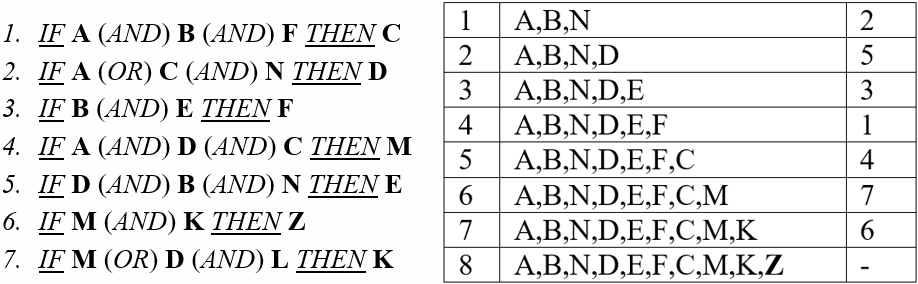 1. IF A (AND) B (AND) F THEN C
2. IF A (OR) C (AND) N THEN D
3. IF B (AND) E THEN F
4. IF A (AND) D (AND) C THEN M
5. IF D (AND) B (AND) N THEN E
6. IF M (AND) K THEN Z
7. IF M (OR) D (AND) L THEN K
1 A,B,N 2
2 A,B,N,D 5
3 A,B,N,D,E 3
4 A,B,N,D,E,F 1
5 A,B,N,D,E,F,C 4
6 A,B,N,D,E,F,C,M 7
7 A,B,N,D,E,F,C,M,K 6
8 A,B,N,D,E,F,C,M,K,Z -